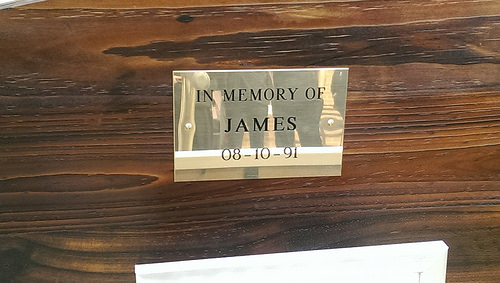 IN MEMORY OF
JAMES
08-10-91